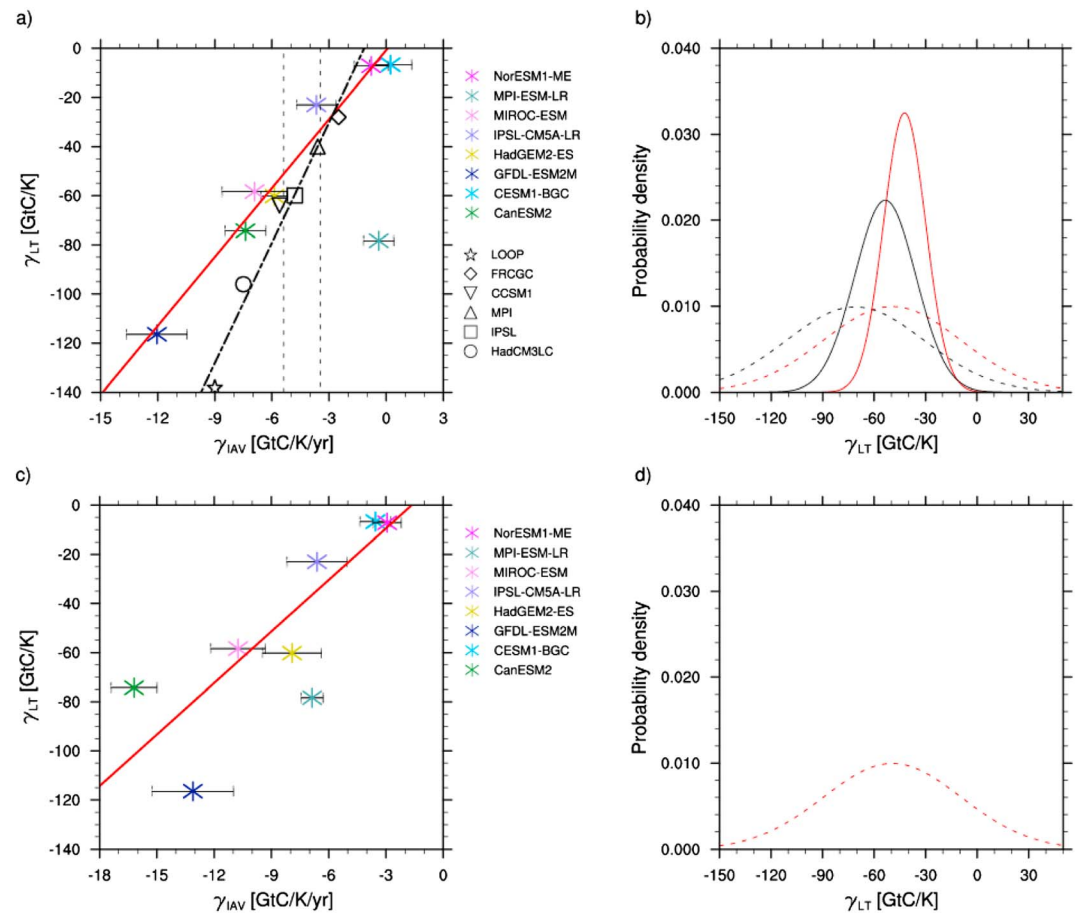 a)
0
-20
-40
-60
-80
-100
-120
-140
γLT [GtC/K]
-15 -12 -9 -6 -3 0 3
γIAV [GtC/K/yr]
NorESM1-ME
MPI-ESM-LR
MIROC-ESM
IPSL-CM5A-LR
HadGEM2-ES
GFDL-ESM2M
CESM1-BGC
CanESM2
LOOP
FRCGC
CCSM1
MPI
IPSL
HadCM3LC
b)
0.040
0.030
0.020
0.010
0.000
Probability density
-150 -120 -90 -60 -30 0 30
γLT [GtC/K]
c)
0
-20
-40
-60
-80
-100
-120
-140
γLT [GtC/K]
-18 -15 -12 -9 -6 -3 0
γIAV [GtC/K/yr]
NorESM1-ME
MPI-ESM-LR
MIROC-ESM
IPSL-CM5A-LR
HadGEM2-ES
GFDL-ESM2M
CESM1-BGC
CanESM2
d)
0.040
0.030
0.020
0.010
0.000
Probability density
-150 -120 -90 -60 -30 0 30
γLT [GtC/K]